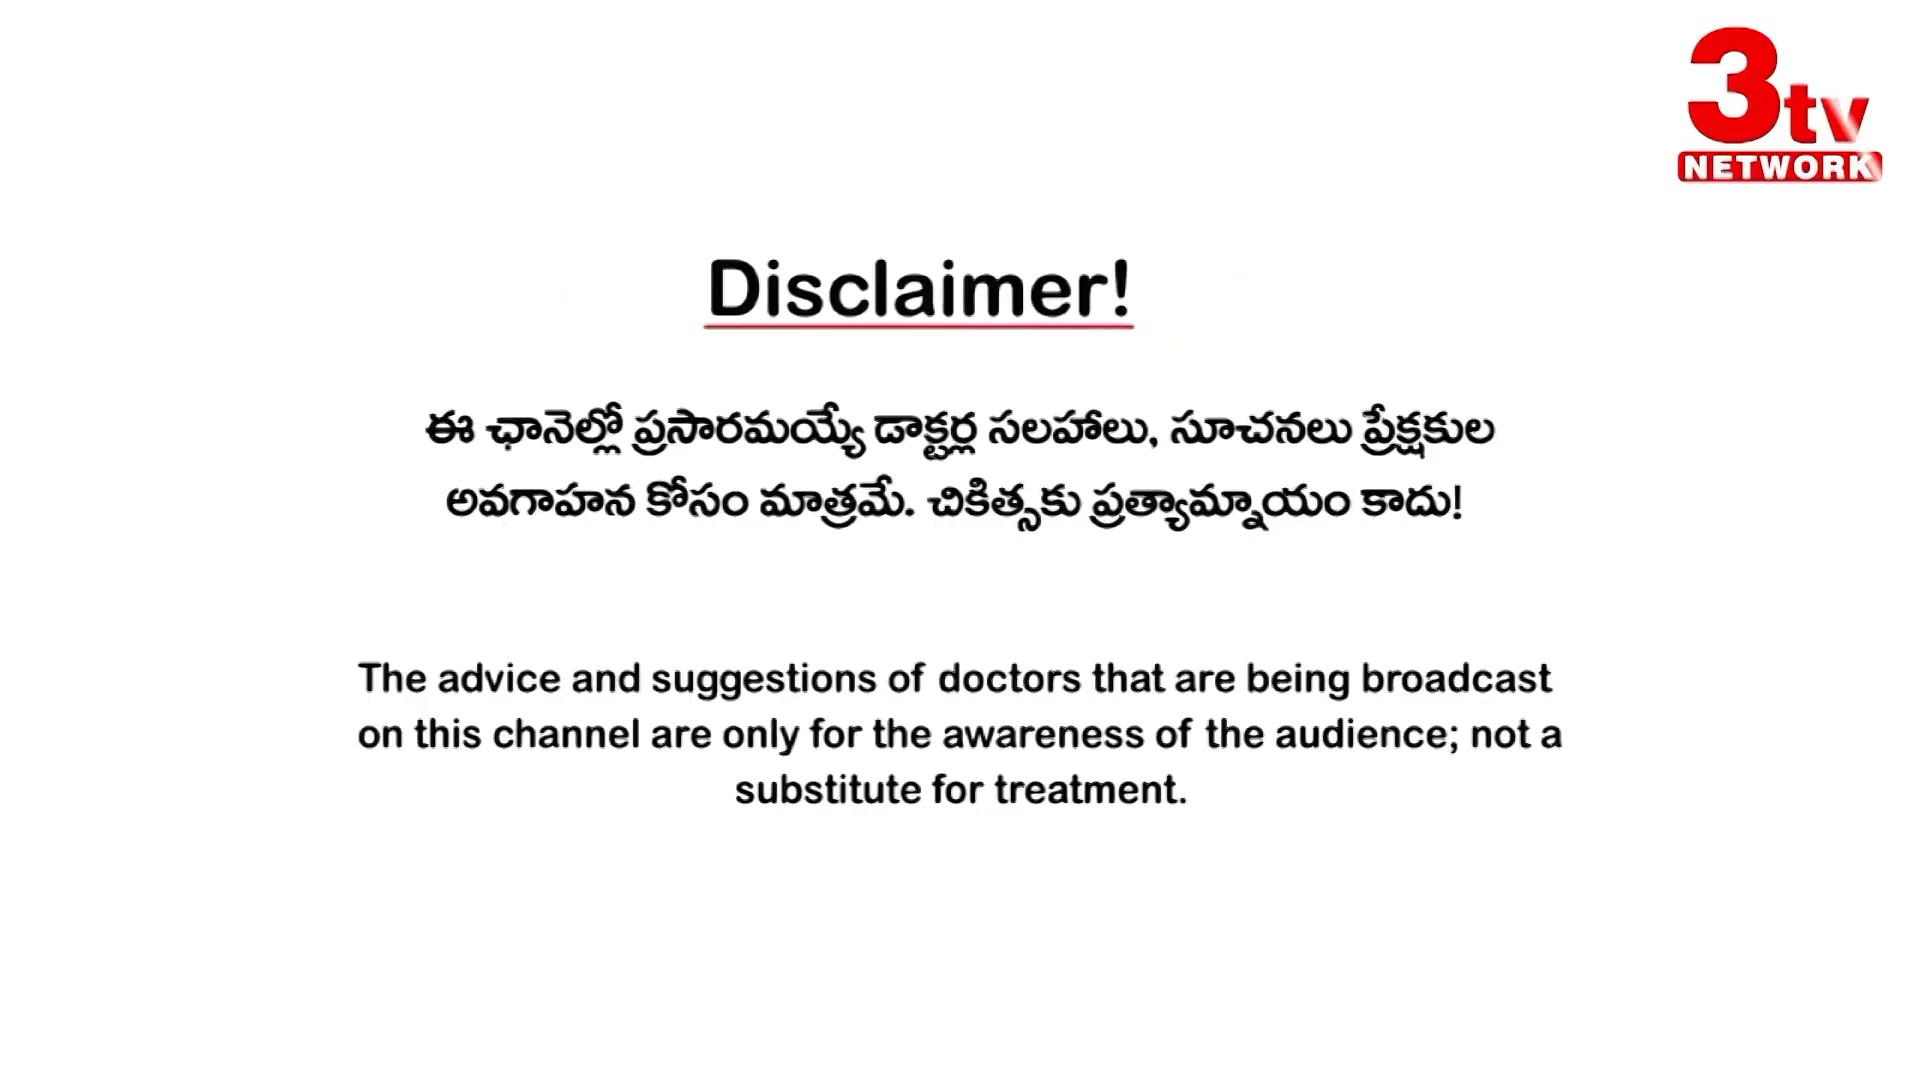 3tv
NETWORK
Disclaimer!
ఈ ఛానెల్లో ప్రసారమయ్యే డాక్టర్ల సలహాలు, సూచనలు ప్రేక్షకుల
అవగాహన కోసం మాత్రమే. చికిత్సకు ప్రత్యామ్నాయం కాదు!
The advice and suggestions of doctors that are being broadcast
on this channel are only for the awareness of the audience; not a
substitute for treatment.